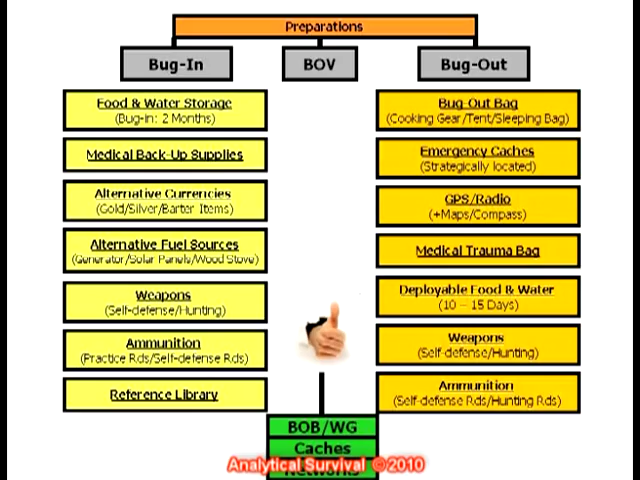 Preparations
Bug-In
BOV
Bug-Out
Food & Water Storage
(Bug-in: 2 Months)
Medical Back-Up Supplies
Alternative Currencies
(Gold/Silver/Barter Items)
Alternative Fuel Sources
(Generator/Solar Panels/Wood Stove)
Weapons
(Self-defense/Hunting)
Ammunition
(Practice Rds/Self-defense Rds)
Reference Library
Bug-Out Bag
(Cooking Gear/Tent/Sleeping Bag)
Emergency Caches
(Strategically located)
GPS/Radio
(+Maps/Compass)
Medical Trauma Bag
Deployable Food & Water
(10 – 15 Days)
Weapons
(Self-defense/Hunting)
Ammunition
(Self-defense Rds/Hunting Rds)
BOB/WG
Caches
Analytical Survival © 2010
Networks